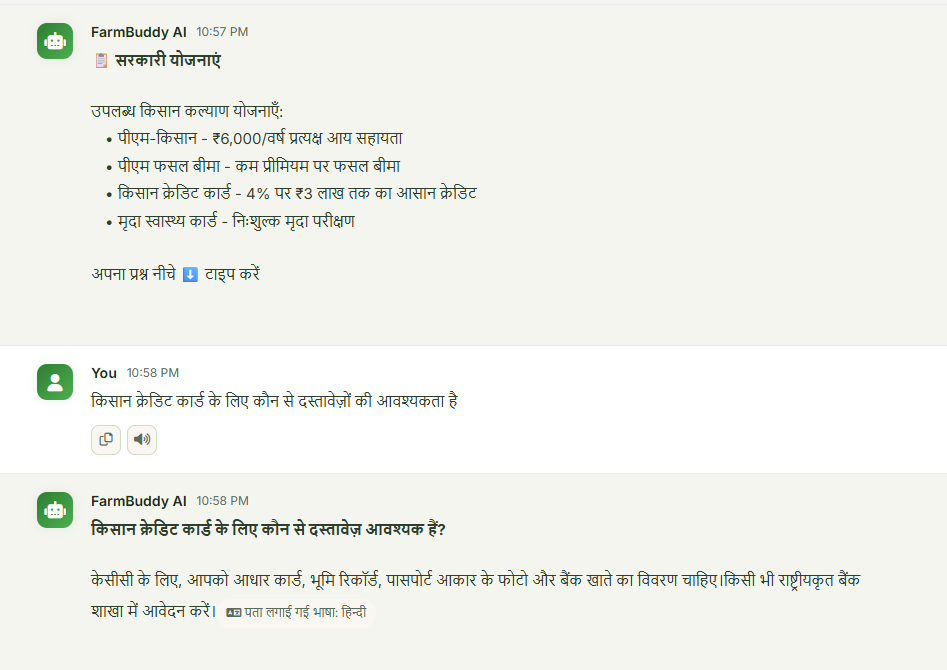 FarmBuddy AI 10:57 PM
📋 सरकारी योजनाएं
उपलब्ध किसान कल्याण योजनाएँ:
• पीएम-किसान - ₹6,000/वर्ष प्रत्यक्ष आय सहायता
• पीएम फसल बीमा - कम प्रीमियम पर फसल बीमा
• किसान क्रेडिट कार्ड - 4% पर ₹3 लाख तक का आसान क्रेडिट
• मृदा स्वास्थ्य कार्ड - निःशुल्क मृदा परीक्षण
अपना प्रश्न नीचे ⬇️ टाइप करें
You 10:58 PM
किसान क्रेडिट कार्ड के लिए कौन से दस्तावेज़ों की आवश्यकता है
FarmBuddy AI 10:58 PM
किसान क्रेडिट कार्ड के लिए कौन से दस्तावेज़ आवश्यक हैं?
केसीसी के लिए, आपको आधार कार्ड, भूमि रिकॉर्ड, पासपोर्ट आकार के फोटो और बैंक खाते का विवरण चाहिए।किसी भी राष्ट्रीयकृत बैंक
शाखा में आवेदन करें। पता लगाई गई भाषा: हिन्दी